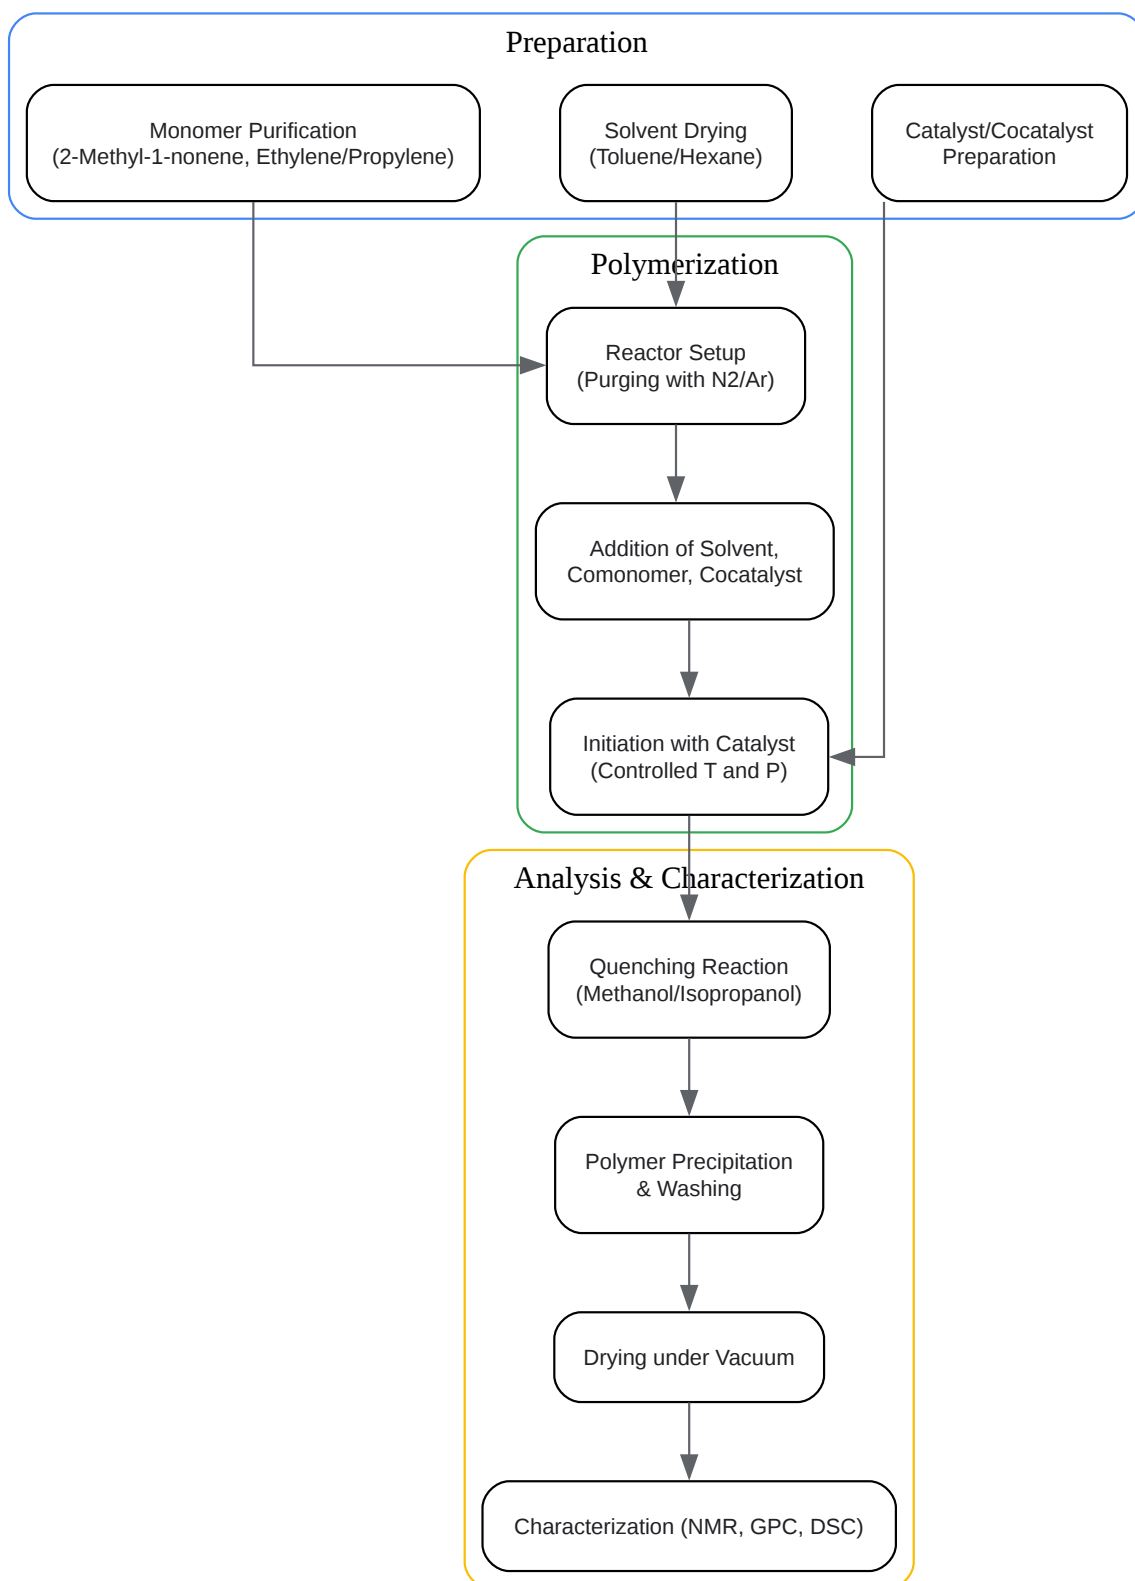 Preparation
Monomer Purification
(2-Methyl-1-nonene, Ethylene/Propylene)
Solvent Drying
(Toluene/Hexane)
Catalyst/Cocatalyst
Preparation
Polymerization
Reactor Setup
(Purging with N2/Ar)
Addition of Solvent,
Comonomer, Cocatalyst
Initiation with Catalyst
(Controlled T and P)
Analysis & Characterization
Quenching Reaction
(Methanol/Isopropanol)
Polymer Precipitation
& Washing
Drying under Vacuum
Characterization (NMR, GPC, DSC)